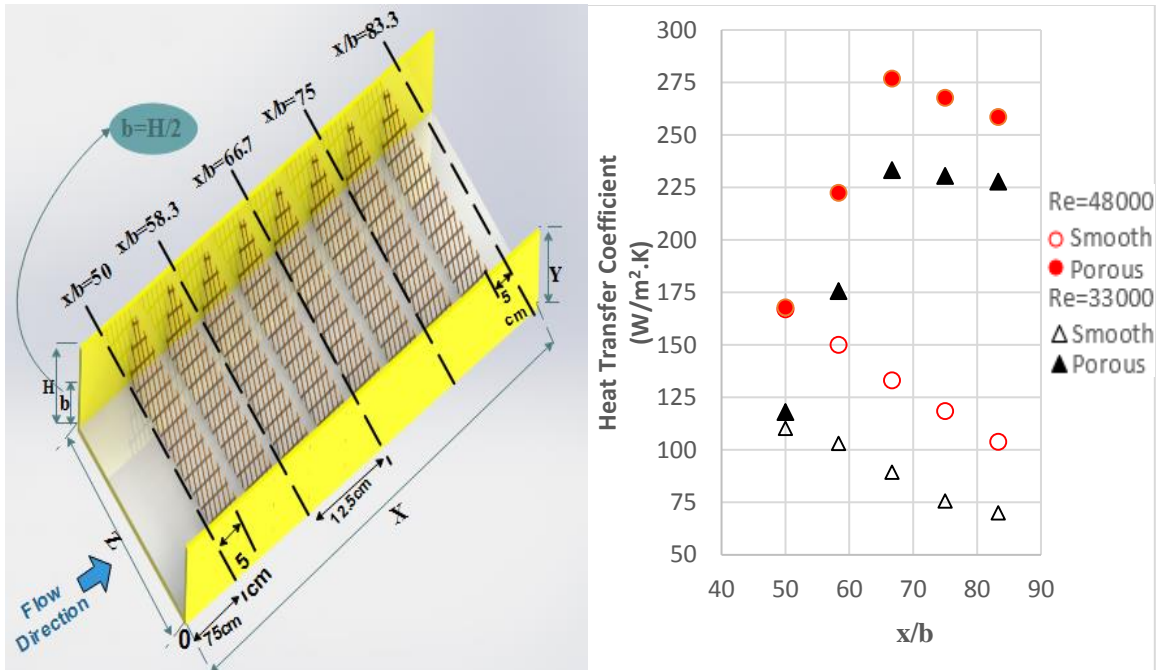 x/b=83.3
x/b=75
x/b=66.7
x/b=58.3
x/b=50
b=H/2
H
b
Y
5
cm
12.5cm
X
Z
5
cm
75cm
0
Flow
Direction
Heat Transfer Coefficient
(W/m².K)
300
275
250
225
200
175
150
125
100
75
50
40 50 60 70 80 90
x/b
Re=48000
Smooth
Porous
Re=33000
Smooth
Porous